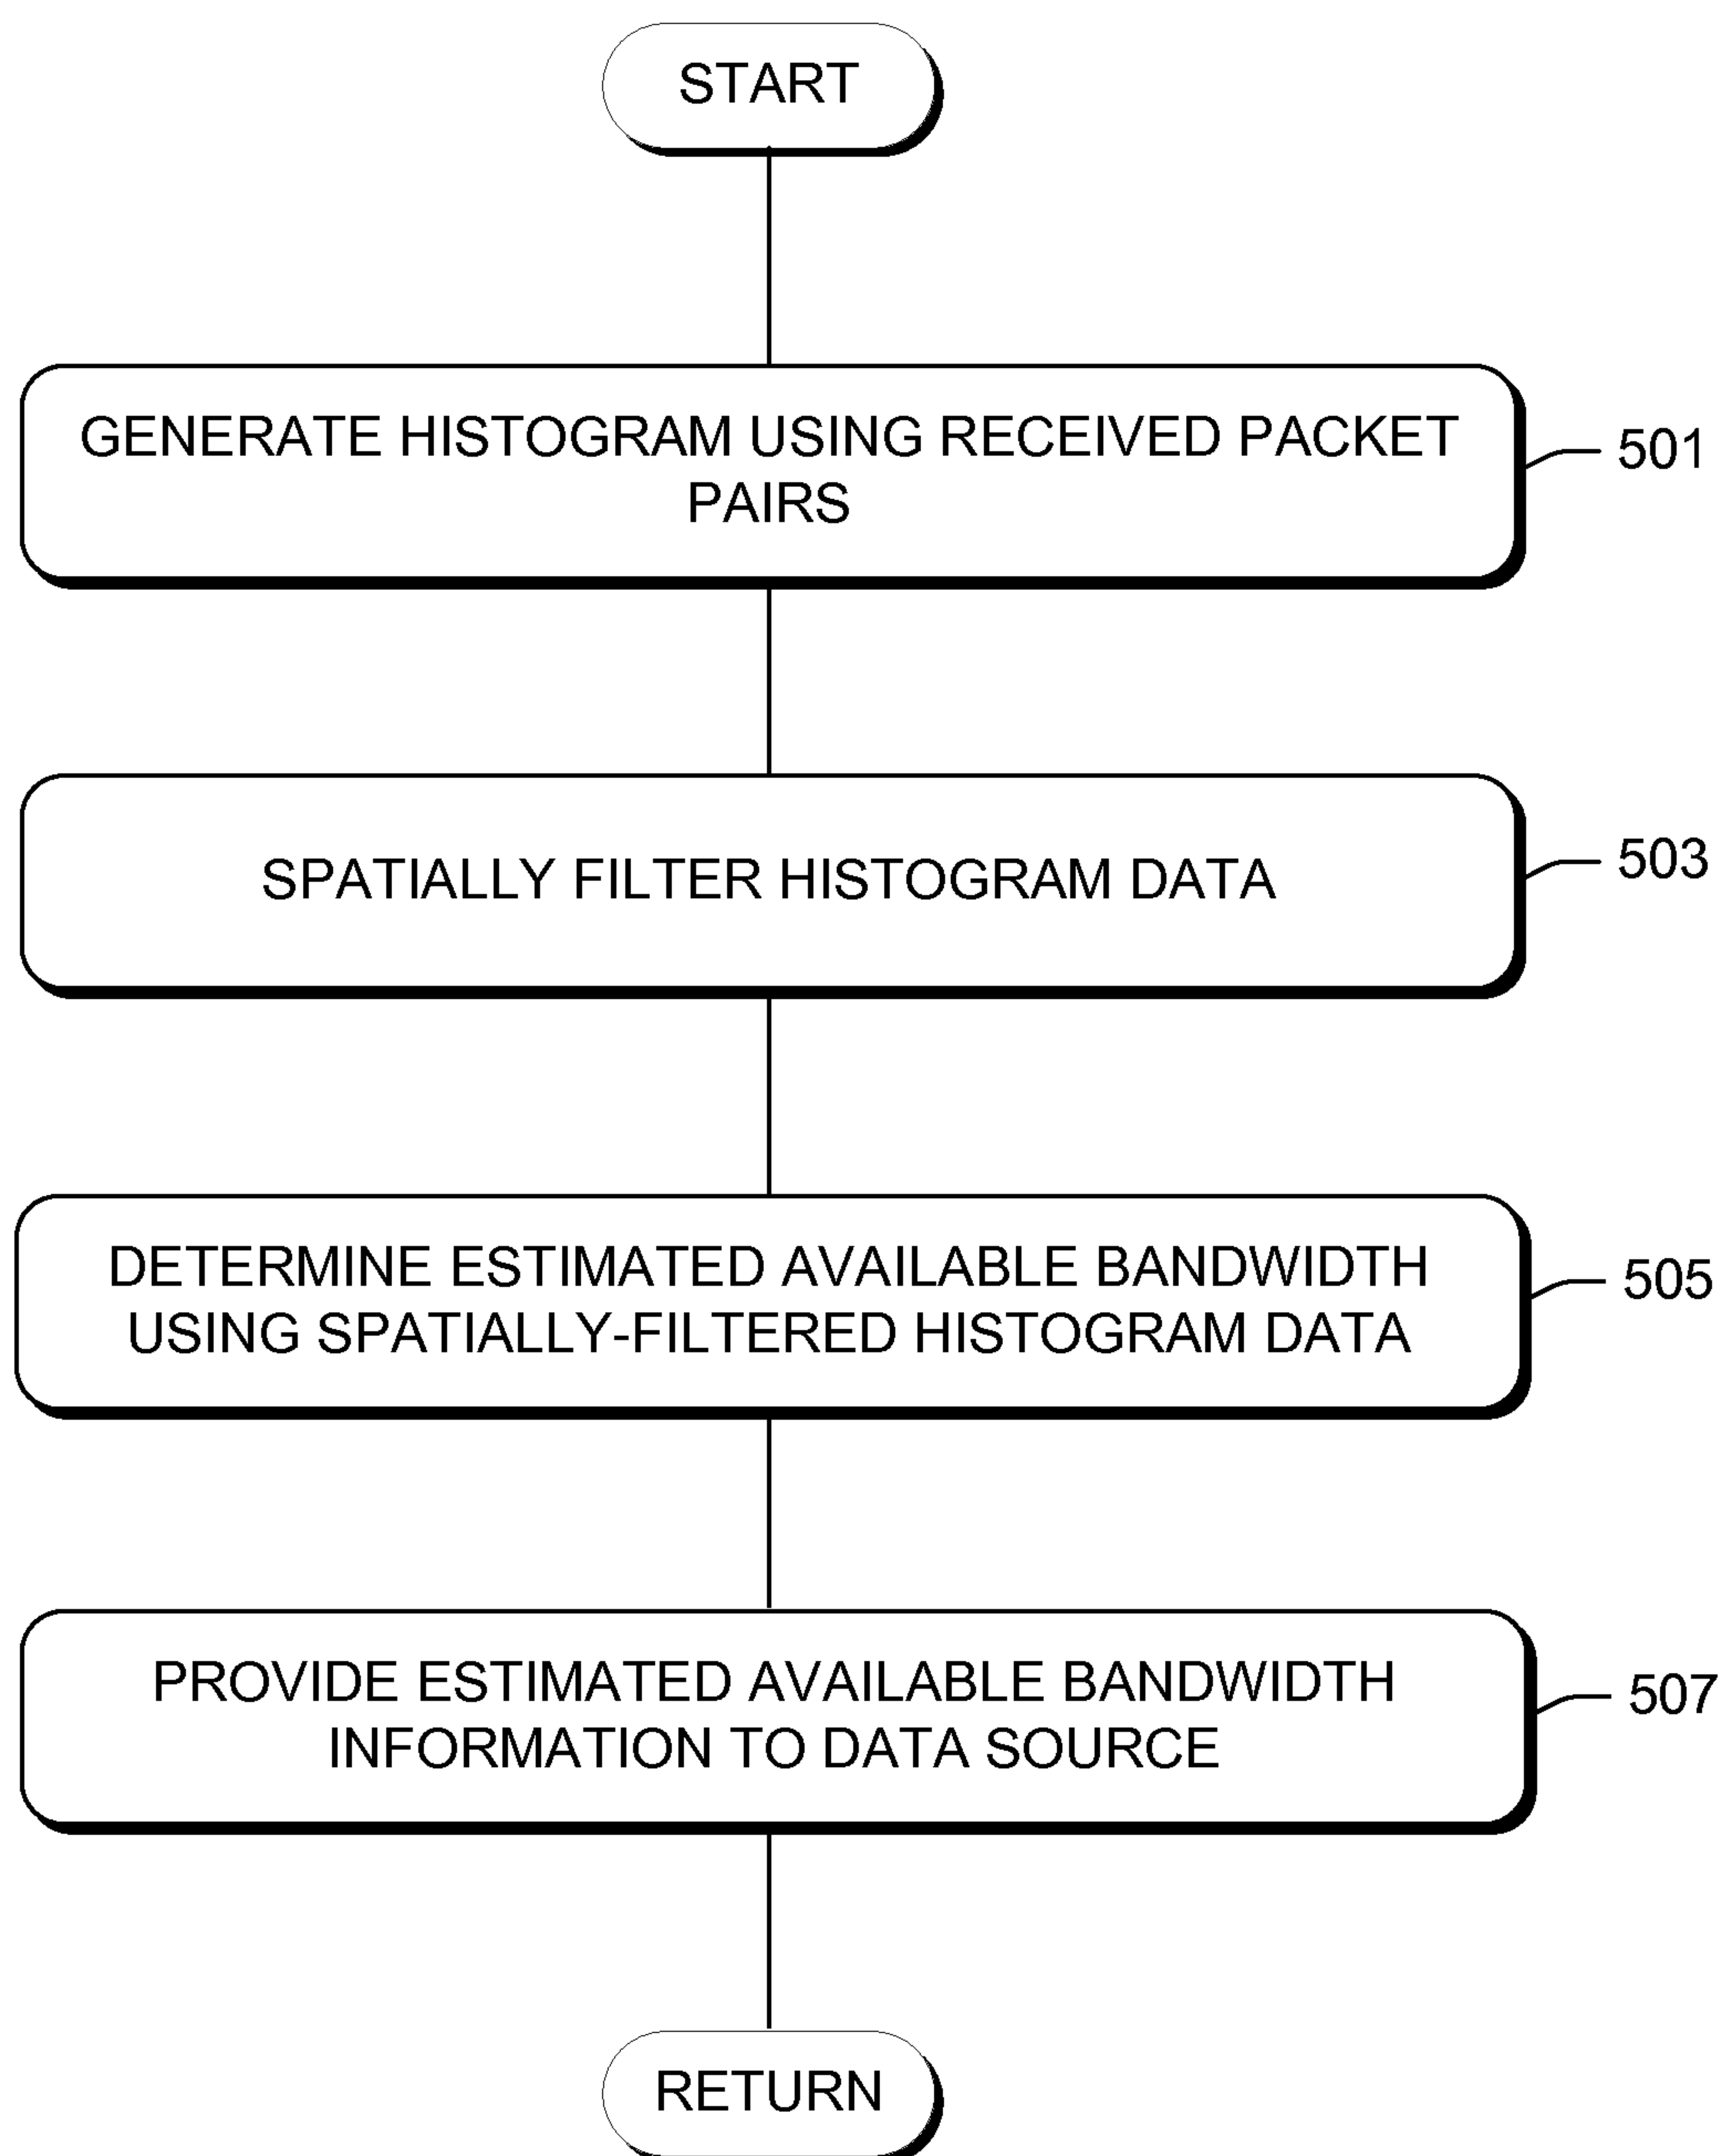 START
GENERATE HISTOGRAM USING RECEIVED PACKET
PAIRS
501
SPATIALLY FILTER HISTOGRAM DATA
503
DETERMINE ESTIMATED AVAILABLE BANDWIDTH
USING SPATIALLY-FILTERED HISTOGRAM DATA
505
PROVIDE ESTIMATED AVAILABLE BANDWIDTH
INFORMATION TO DATA SOURCE
507
RETURN